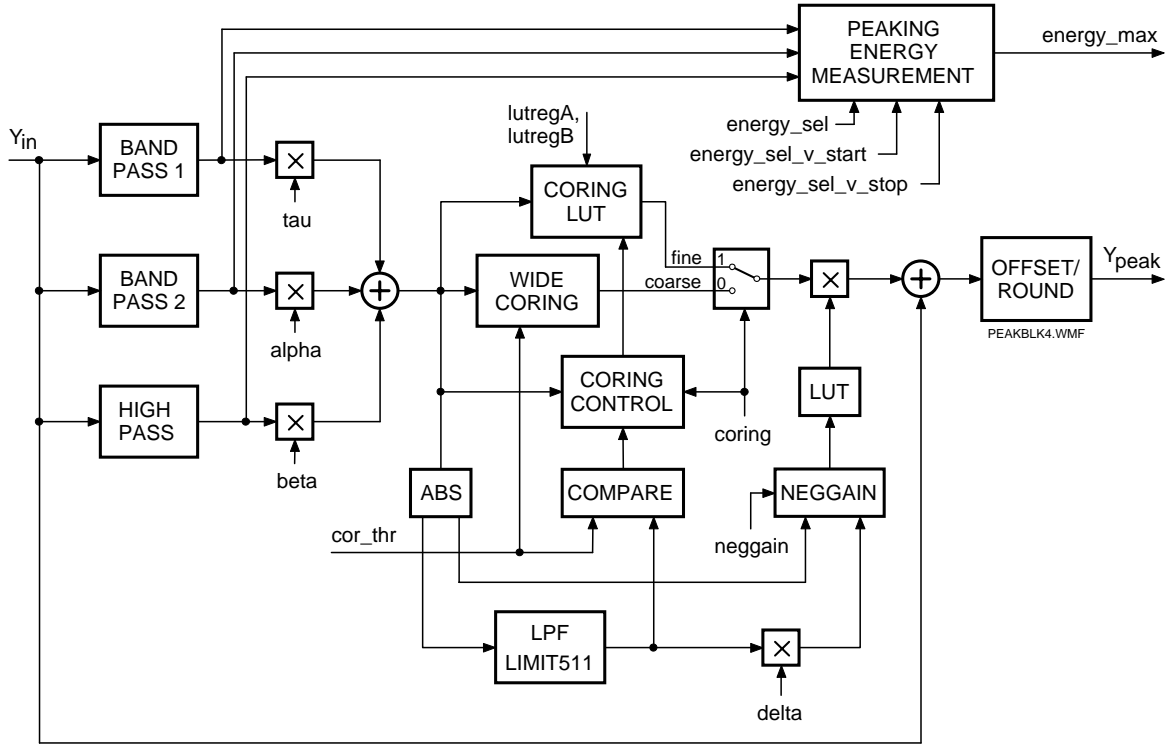 PEAKING
ENERGY
MEASUREMENT
energy_max
energy_sel
energy_sel_v_start
energy_sel_v_stop
Yin
BAND
PASS 1
×
tau
lutregA,
lutregB
CORING
LUT
BAND
PASS 2
×
alpha
+
WIDE
CORING
fine
1
coarse
0
×
+
OFFSET/
ROUND
Ypeak
PEAKBLK4.WMF
HIGH
PASS
×
beta
CORING
CONTROL
coring
LUT
ABS
COMPARE
NEGGAIN
neggain
cor_thr
LPF
LIMIT511
×
delta